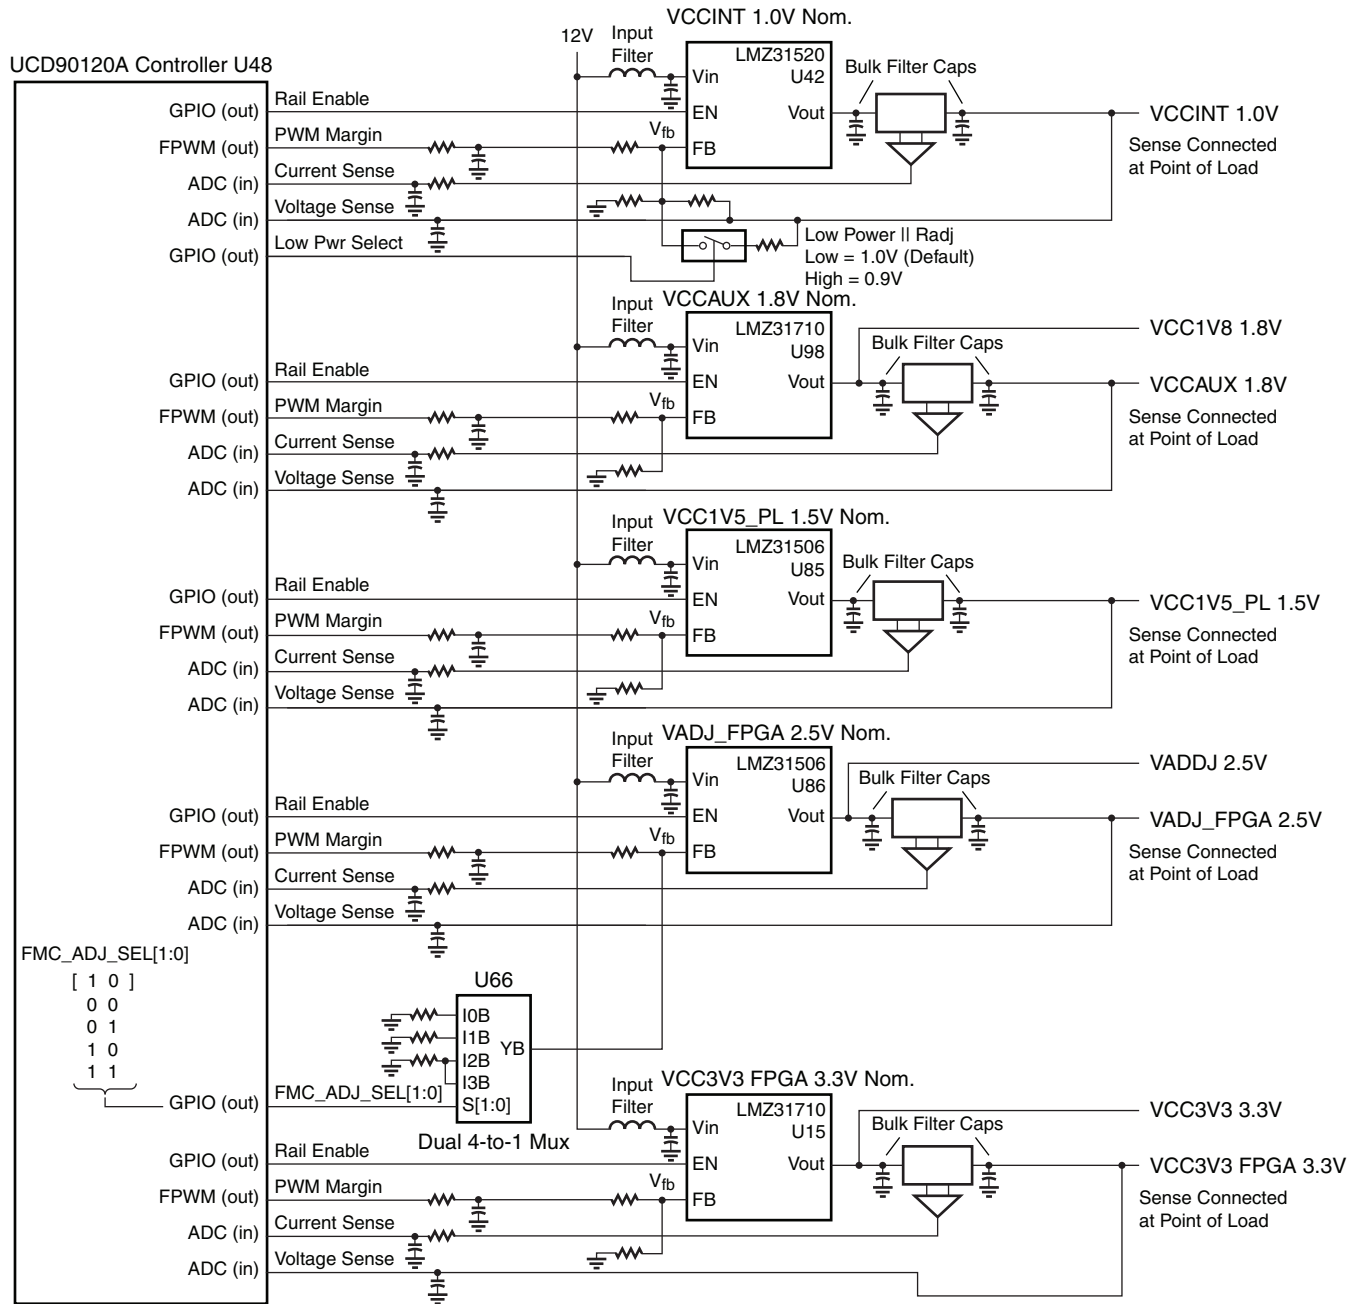 VCCINT 1.0V Nom.
12V
Input
Filter
UCD90120A Controller U48
LMZ31520
U42
Vin
EN
Vout
FB
Bulk Filter Caps
VCCINT 1.0V
Sense Connected
at Point of Load
GPIO (out)
Rail Enable
FPWM (out)
PWM Margin
Vfb
ADC (in)
Current Sense
ADC (in)
Voltage Sense
GPIO (out)
Low Pwr Select
Low Power || Radj
Low = 1.0V (Default)
High = 0.9V
VCCAUX 1.8V Nom.
Input
Filter
LMZ31710
U98
Vin
EN
Vout
FB
Bulk Filter Caps
VCC1V8 1.8V
VCCAUX 1.8V
Sense Connected
at Point of Load
GPIO (out)
Rail Enable
FPWM (out)
PWM Margin
Vfb
ADC (in)
Current Sense
ADC (in)
Voltage Sense
VCC1V5_PL 1.5V Nom.
Input
Filter
LMZ31506
U85
Vin
EN
Vout
FB
Bulk Filter Caps
VCC1V5_PL 1.5V
Sense Connected
at Point of Load
GPIO (out)
Rail Enable
FPWM (out)
PWM Margin
Vfb
ADC (in)
Current Sense
ADC (in)
Voltage Sense
VADJ_FPGA 2.5V Nom.
Input
Filter
LMZ31506
U86
Vin
EN
Vout
FB
Bulk Filter Caps
VADDJ 2.5V
VADJ_FPGA 2.5V
Sense Connected
at Point of Load
GPIO (out)
Rail Enable
FPWM (out)
PWM Margin
Vfb
ADC (in)
Current Sense
ADC (in)
Voltage Sense
FMC_ADJ_SEL[1:0]
[ 1 0 ]
0 0
0 1
1 0
1 1
GPIO (out)
FMC_ADJ_SEL[1:0]
U66
I0B
I1B
I2B
I3B
YB
S[1:0]
Dual 4-to-1 Mux
VCC3V3 FPGA 3.3V Nom.
Input
Filter
LMZ31710
U15
Vin
EN
Vout
FB
Bulk Filter Caps
VCC3V3 3.3V
VCC3V3 FPGA 3.3V
Sense Connected
at Point of Load
GPIO (out)
Rail Enable
FPWM (out)
PWM Margin
Vfb
ADC (in)
Current Sense
ADC (in)
Voltage Sense